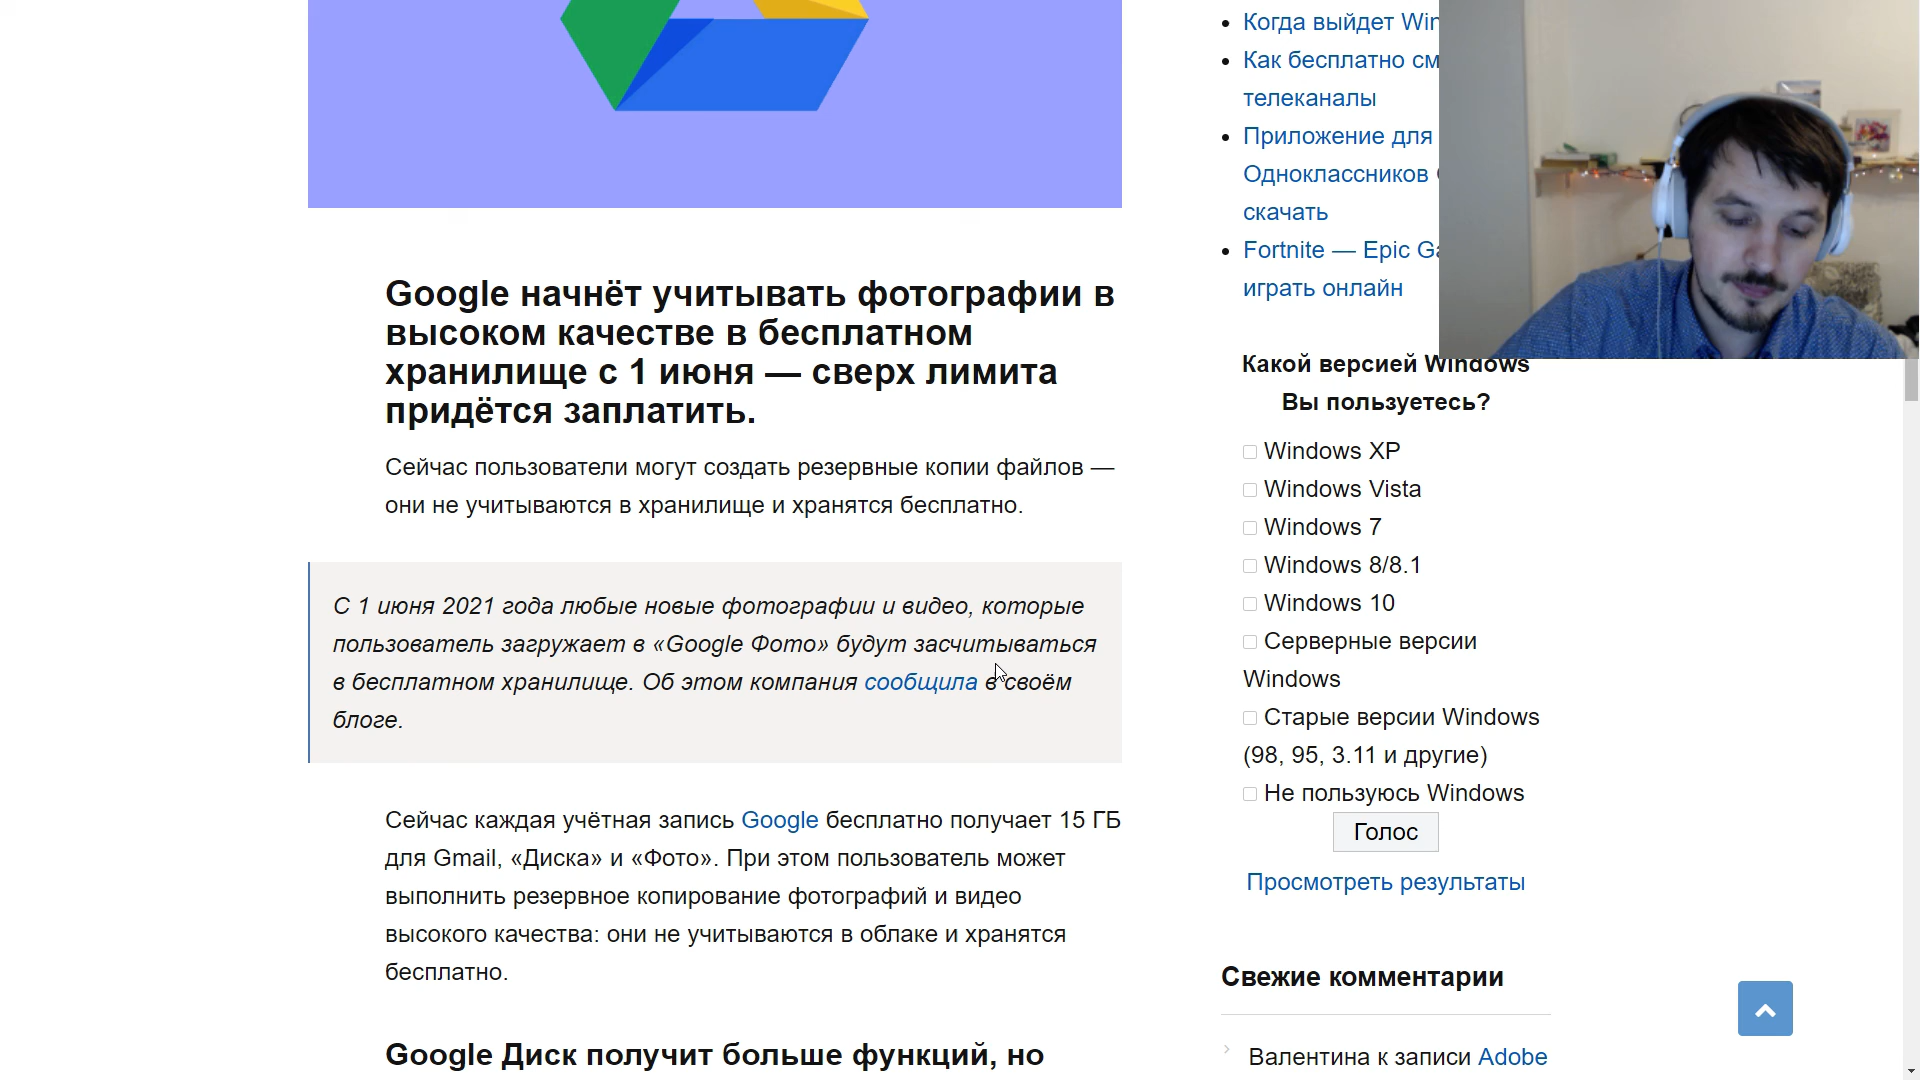 Google начнёт учитывать фотографии в
высоком качестве в бесплатном
хранилище с 1 июня — сверх лимита
придётся заплатить.
Сейчас пользователи могут создать резервные копии файлов —
они не учитываются в хранилище и хранятся бесплатно.
С 1 июня 2021 года любые новые фотографии и видео, которые
пользователь загружает в «Google Фото» будут засчитываться
в бесплатном хранилище. Об этом компания сообщила в своём
блоге.
Сейчас каждая учётная запись Google бесплатно получает 15 ГБ
для Gmail, «Диска» и «Фото». При этом пользователь может
выполнить резервное копирование фотографий и видео
высокого качества: они не учитываются в облаке и хранятся
бесплатно.
Google Диск получит больше функций, но
Когда выйдет
Как бесплатно
телеканалы
Приложение для
Одноклассников
скачать
Fortnite — Epic
играть онлайн
Какой версией Windows
Вы пользуетесь?
Windows XP
Windows Vista
Windows 7
Windows 8/8.1
Windows 10
Серверные версии
Windows
Старые версии Windows
(98, 95, 3.11 и другие)
Не пользуюсь Windows
Голос
Просмотреть результаты
Свежие комментарии
Валентина к записи Adobe